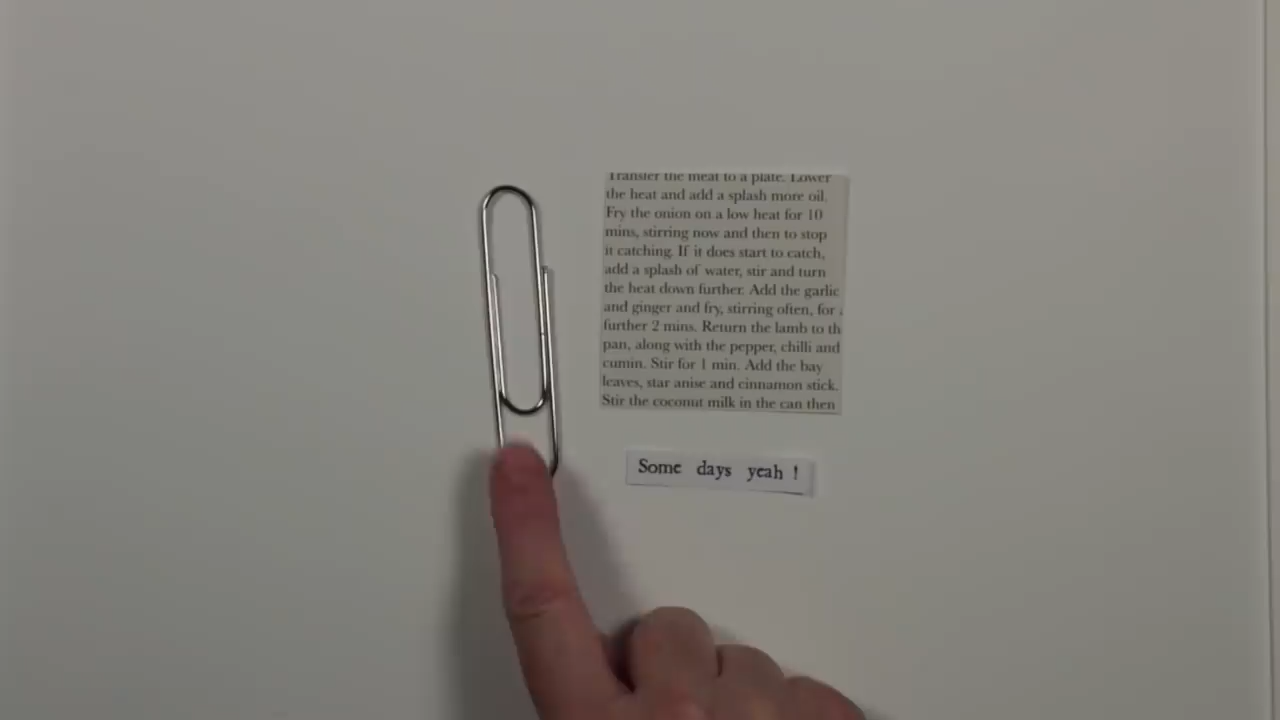 Transfer the meat to a plate. Lower
the heat and add a splash more oil.
Fry the onion on a low heat for 10
mins, stirring now and then to stop
it catching. If it does start to catch,
add a splash of water, stir and turn
the heat down further. Add the garlic
and ginger and fry, stirring often, for
further 2 mins. Return the lamb to th
pan, along with the pepper, chilli and
cumin. Stir for 1 min. Add the bay
leaves, star anise and cinnamon stick.
Stir the coconut milk in the can then
Some days yeah !